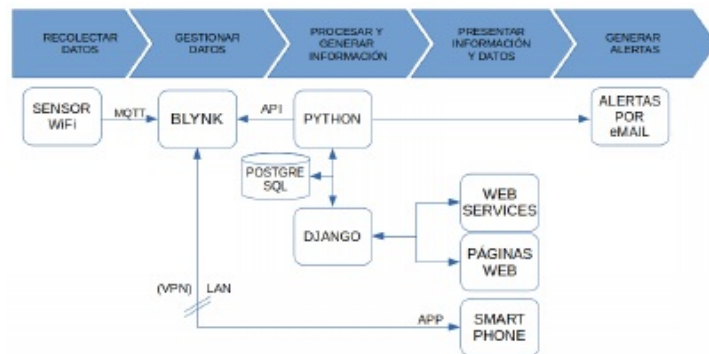 RECOLECTAR
DATOS
GESTIONAR
DATOS
PROCESAR Y
GENERAR
INFORMACIÓN
PRESENTAR
INFORMACIÓN
Y DATOS
GENERAR
ALERTAS
SENSOR
WiFi
MQTT
BLYNK
API
PYTHON
ALERTAS
POR
eMAIL
POSTGRE
SQL
DJANGO
WEB
SERVICES
PÁGINAS
WEB
(VPN)
LAN
APP
SMART
PHONE